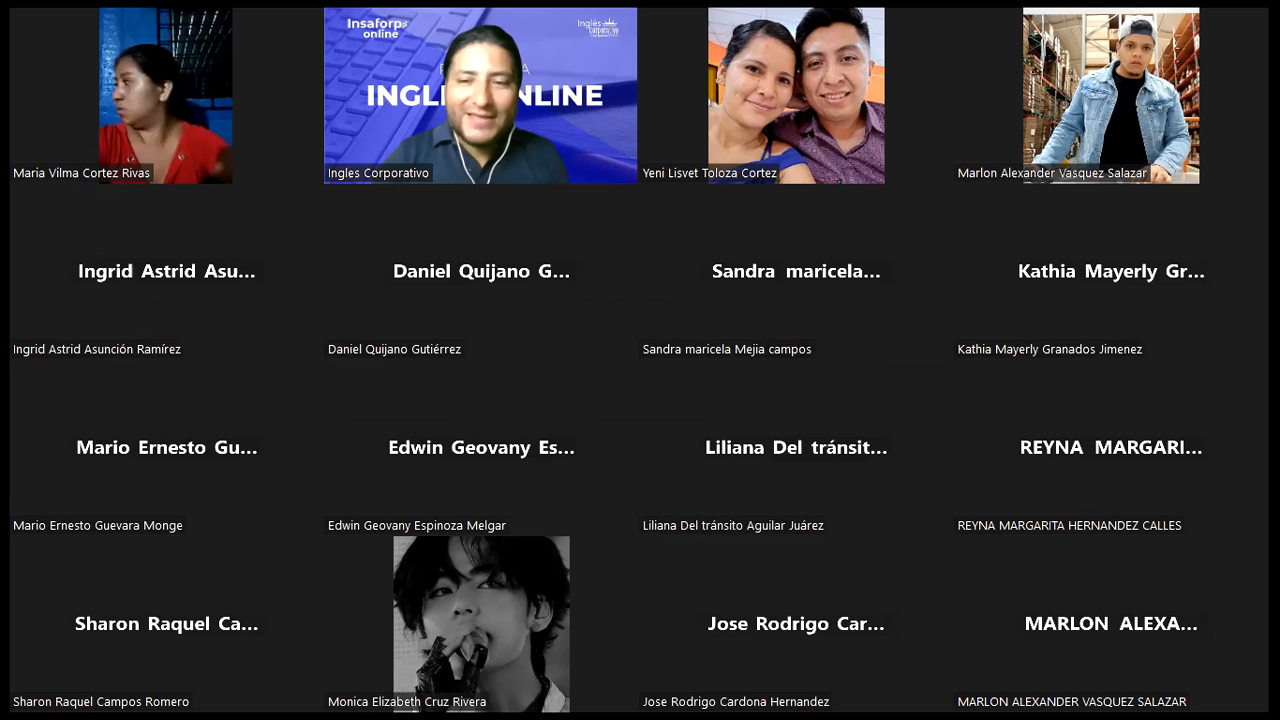 Insaforp
online
Inglés
INGL NLINE
Maria Vilma Cortez Rivas
Ingles Corporativo
Yeni Lisvet Toloza Cortez
Marlon Alexander Vasquez Salazar
Ingrid Astrid Asu...
Daniel Quijano G...
Sandra maricela...
Kathia Mayerly Gr...
Ingrid Astrid Asunción Ramírez
Daniel Quijano Gutiérrez
Sandra maricela Mejia campos
Kathia Mayerly Granados Jimenez
Mario Ernesto Gu...
Edwin Geovany Es...
Liliana Del tránsit...
REYNA MARGARI...
Mario Ernesto Guevara Monge
Edwin Geovany Espinoza Melgar
Liliana Del tránsito Aguilar Juárez
REYNA MARGARITA HERNANDEZ CALLES
Sharon Raquel Ca...
Jose Rodrigo Car...
MARLON ALEXA...
Sharon Raquel Campos Romero
Monica Elizabeth Cruz Rivera
Jose Rodrigo Cardona Hernandez
MARLON ALEXANDER VASQUEZ SALAZAR